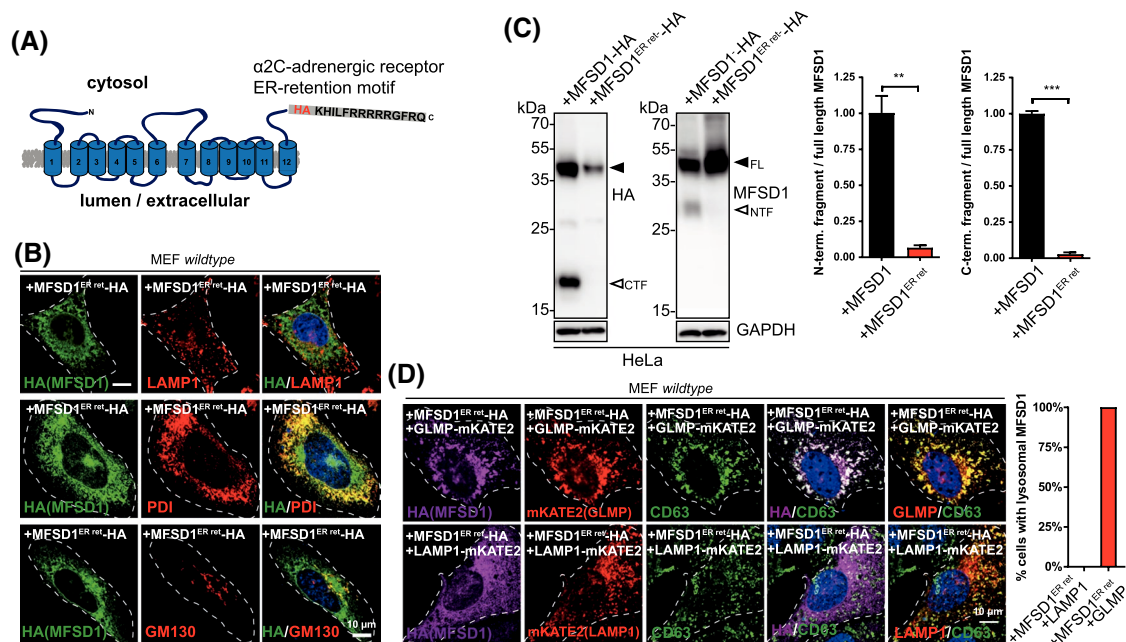 (A)
cytosol
α2C-adrenergic receptor
ER-retention motif
N
HA KHILFRRRRRGFRQ C
1 2 3 4 5 6 7 8 9 10 11 12
lumen / extracellular
(B)
MEF wildtype
+MFSD1ER ret-HA +MFSD1ER ret-HA +MFSD1ER ret-HA
HA(MFSD1) LAMP1 HA/LAMP1
+MFSD1ER ret-HA +MFSD1ER ret-HA +MFSD1ER ret-HA
HA(MFSD1) PDI HA/PDI
+MFSD1ER ret-HA +MFSD1ER ret-HA +MFSD1ER ret-HA
HA(MFSD1) GM130 HA/GM130
10 µm
(C)
+MFSD1-HA
+MFSD1ER ret--HA
+MFSD1-HA
+MFSD1ER ret--HA
kDa
70
55
35
25
15
HA
CTF
kDa
70
55
35
25
15
FL
MFSD1
NTF
GAPDH
HeLa
N-term. fragment / full length MFSD1
1.25
1.00
0.75
0.50
0.25
0.00
**
+MFSD1
+MFSD1ER ret
C-term. fragment / full length MFSD1
1.25
1.00
0.75
0.50
0.25
0.00
***
+MFSD1
+MFSD1ER ret
(D)
MEF wildtype
+MFSD1ER ret-HA +MFSD1ER ret-HA +MFSD1ER ret-HA +MFSD1ER ret-HA +MFSD1ER ret-HA
+GLMP-mKATE2 +GLMP-mKATE2 +GLMP-mKATE2 +GLMP-mKATE2 +GLMP-mKATE2
HA(MFSD1) mKATE2(GLMP) CD63 HA/CD63 GLMP/CD63
+MFSD1ER ret-HA +MFSD1ER ret-HA +MFSD1ER ret-HA +MFSD1ER ret-HA +MFSD1ER ret-HA
+LAMP1-mKATE2 +LAMP1-mKATE2 +LAMP1-mKATE2 +LAMP1-mKATE2 +LAMP1-mKATE2
10 µm
HA(MFSD1) mKATE2(LAMP1) CD63 HA/CD63 LAMP1/CD63
% cells with lysosomal MFSD1
100%
75%
50%
25%
0%
+MFSD1ER ret
+LAMP1
+MFSD1ER ret
+GLMP